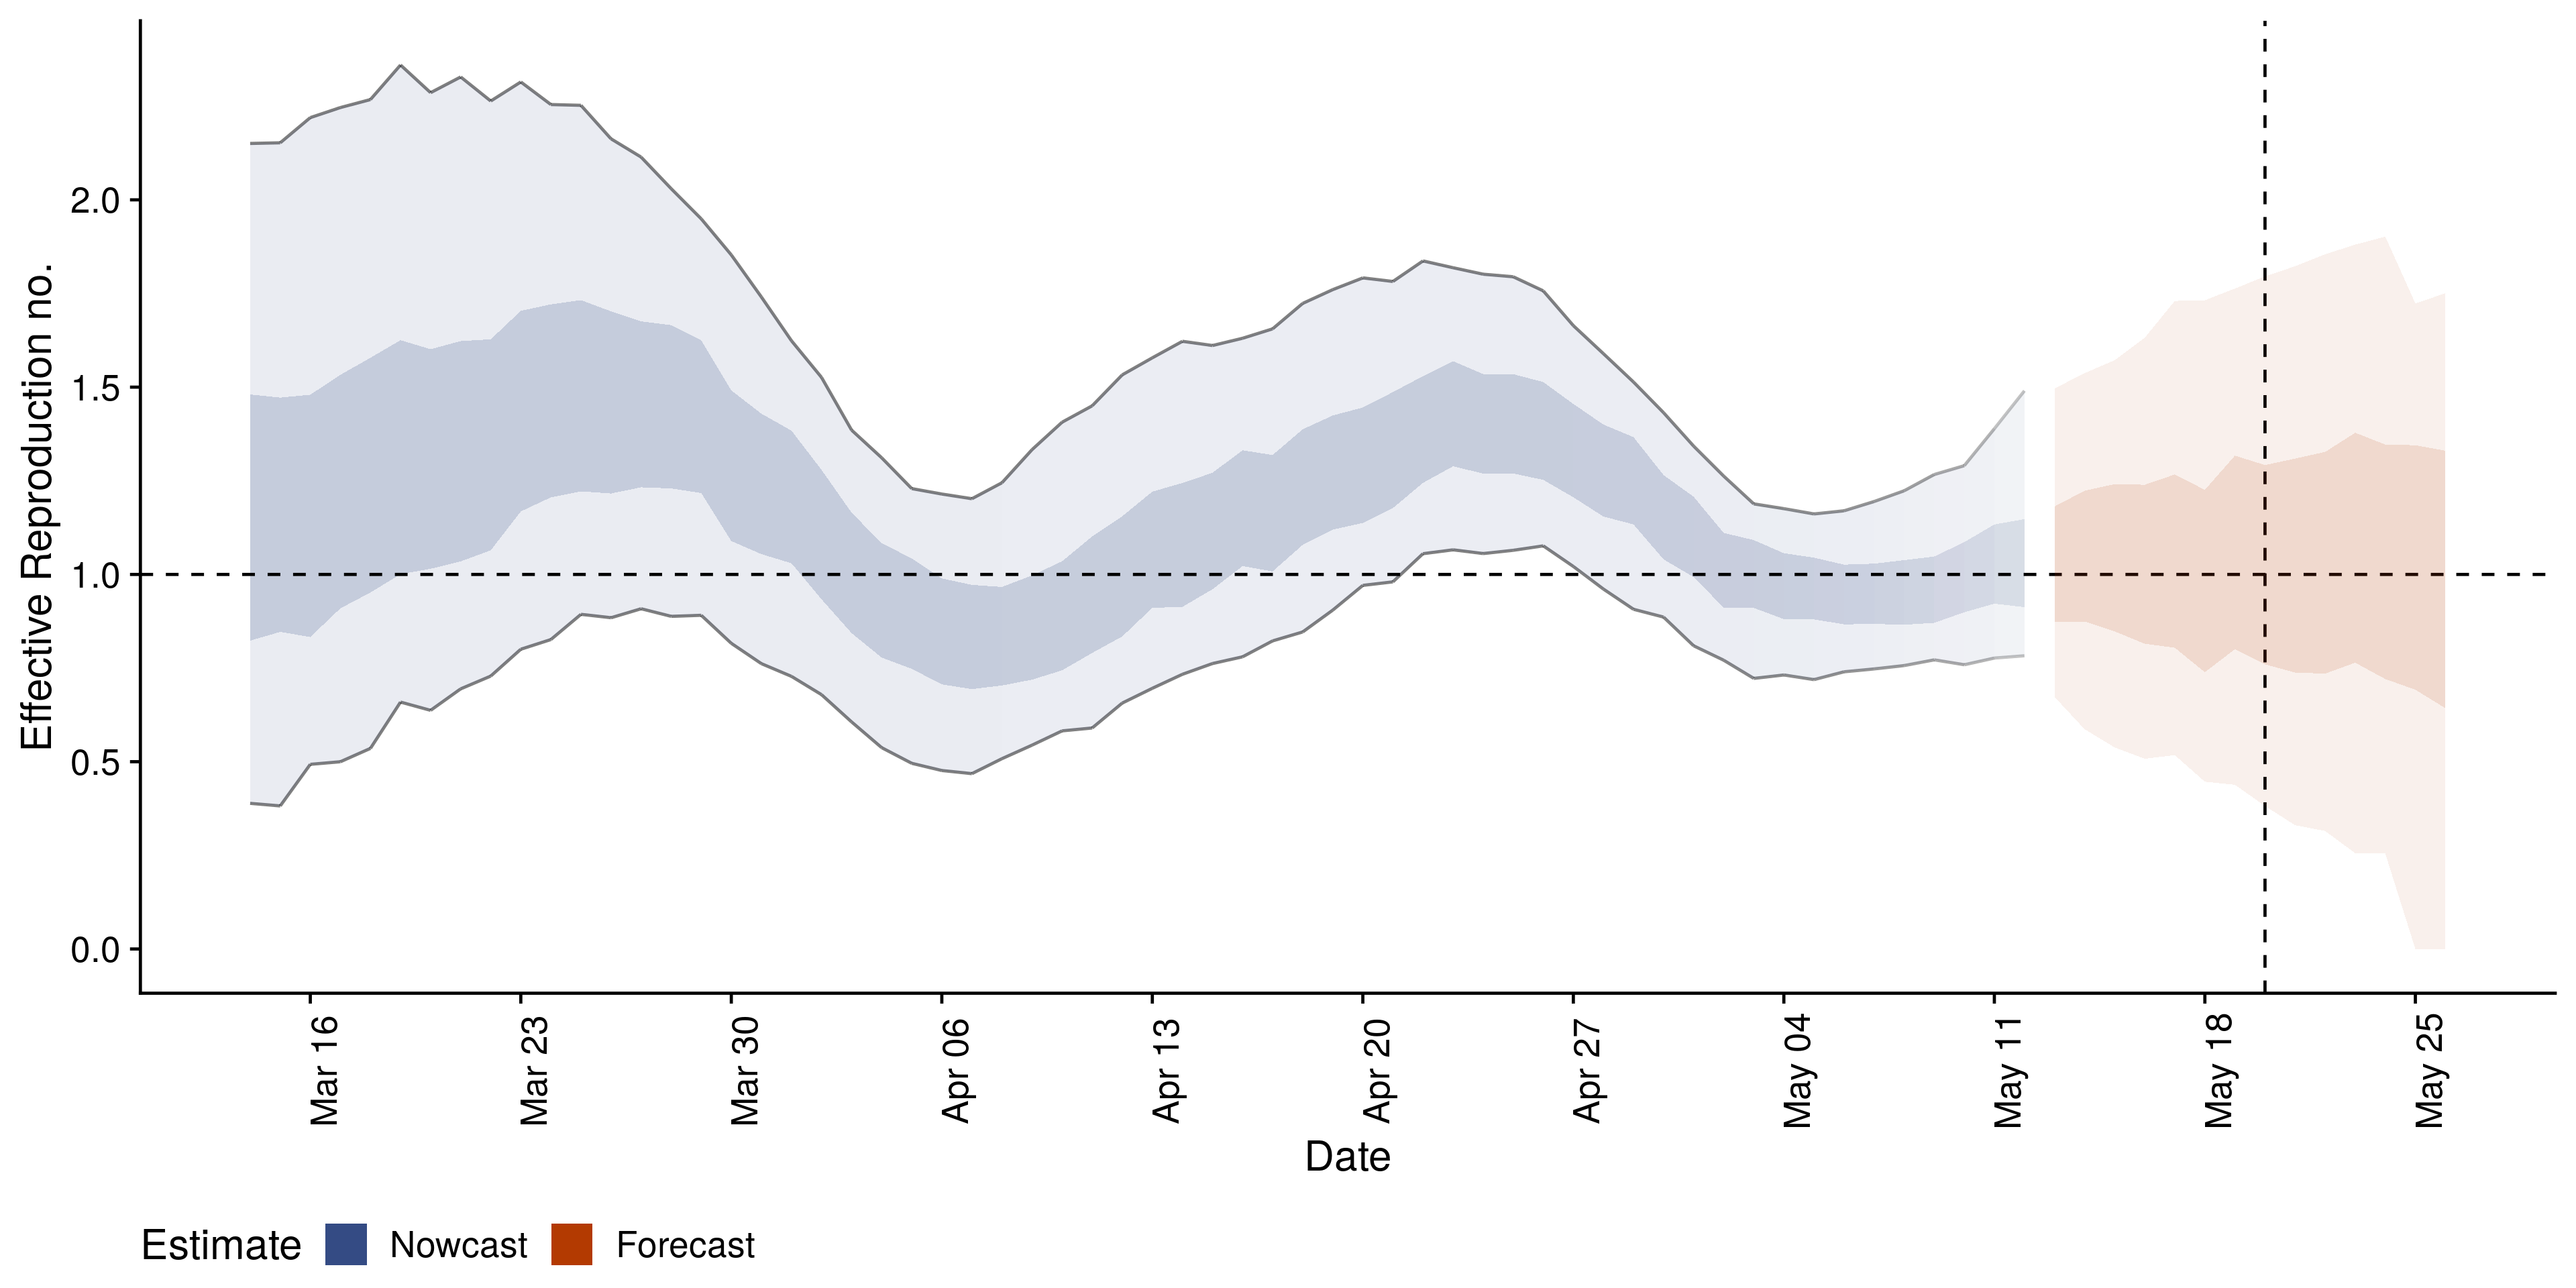 Effective Reproduction no.
2.0
1.5
1.0
0.5
0.0
Mar 16
Mar 23
Mar 30
Apr 06
Apr 13
Apr 20
Apr 27
May 04
May 11
May 18
May 25
Date
Estimate Nowcast Forecast